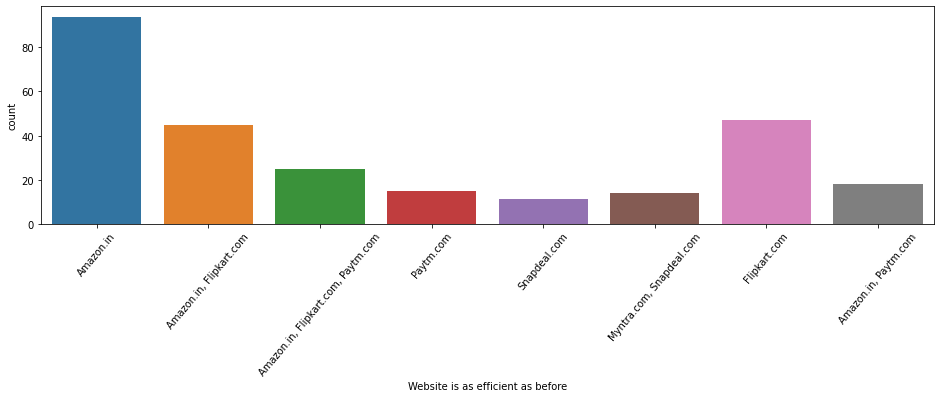 80
60
40
20
0
count
Amazon.in
Amazon.in, Flipkart.com
Amazon.in, Flipkart.com, Paytm.com
Paytm.com
Snapdeal.com
Myntra.com, Snapdeal.com
Flipkart.com
Amazon.in, Paytm.com
Website is as efficient as before